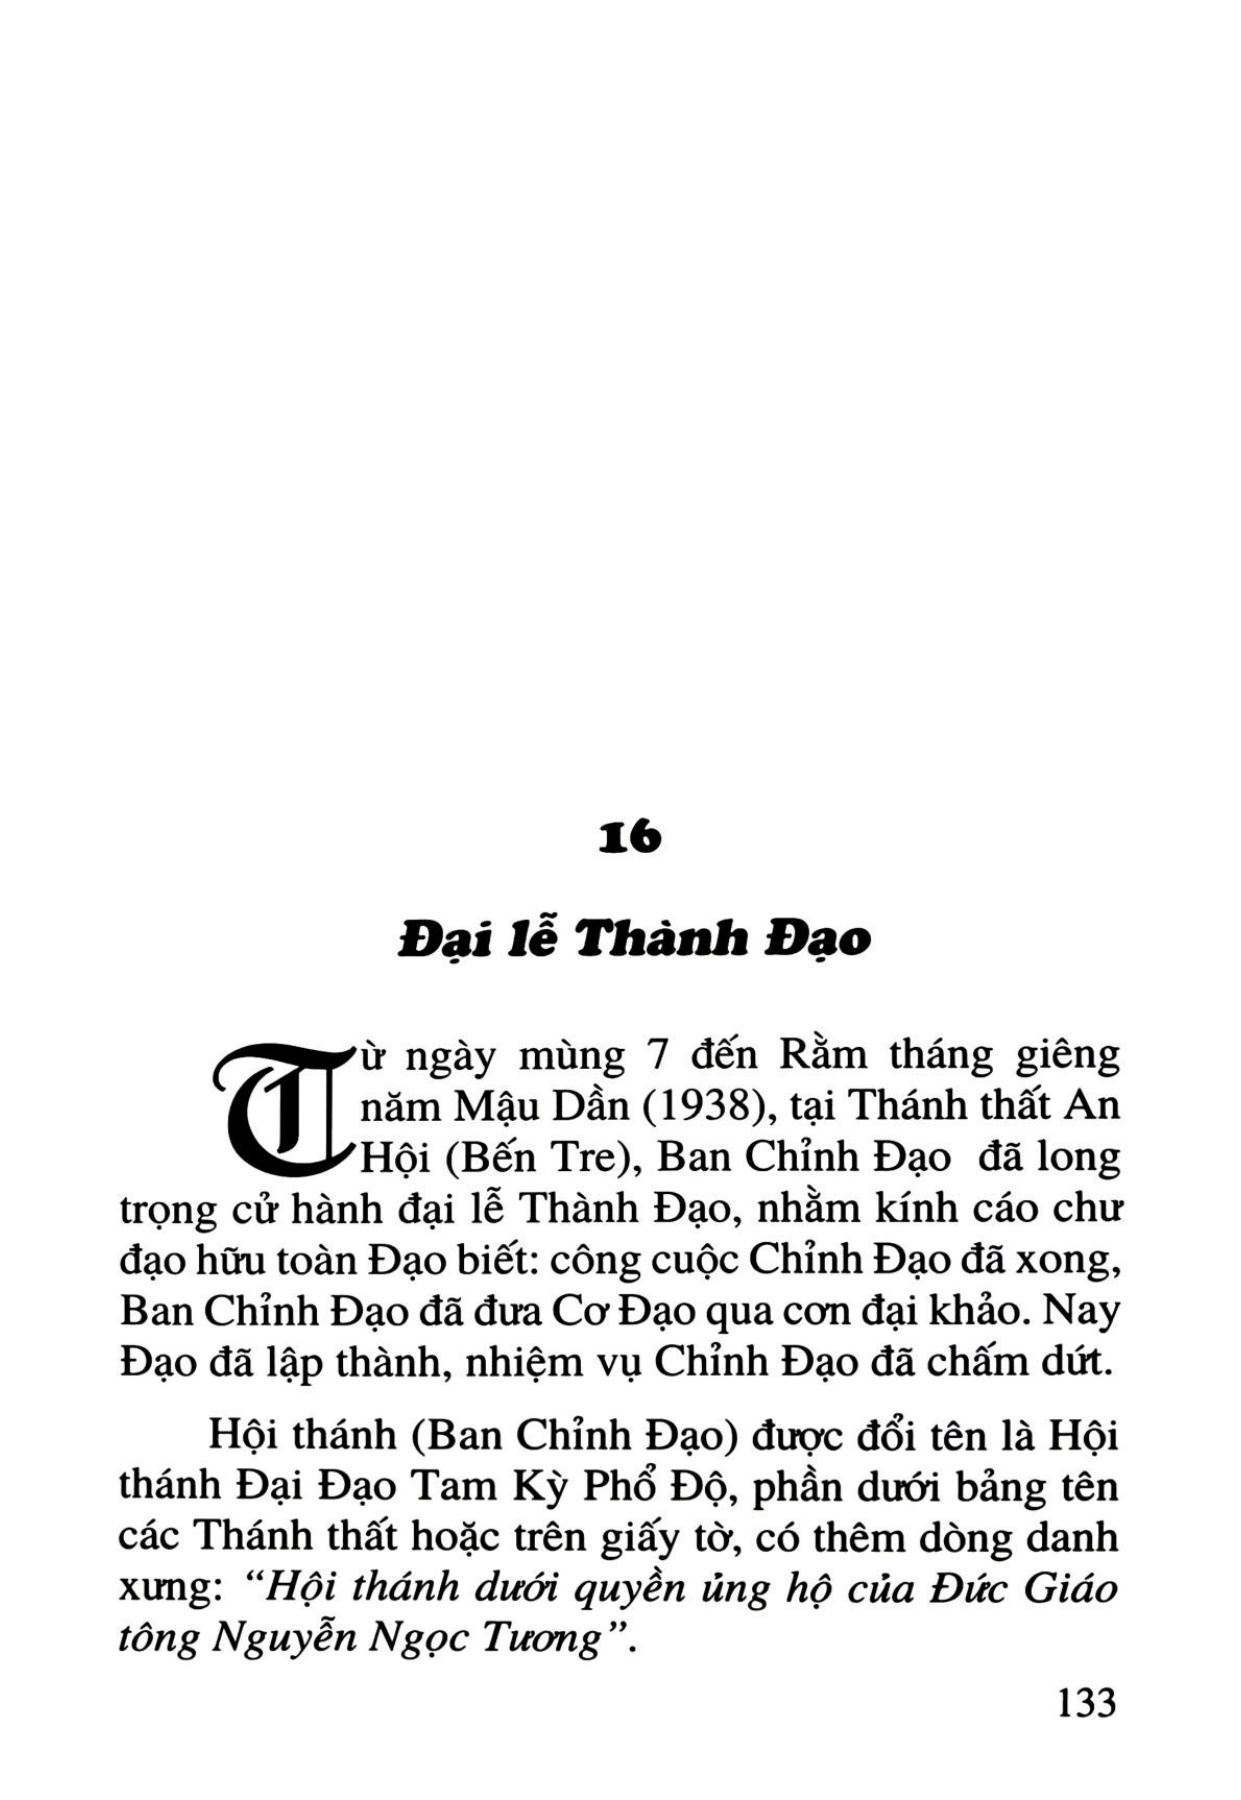 16
Đại lễ Thành Đạo
Từ ngày mùng 7 đến Rằm tháng giêng
năm Mậu Dần (1938), tại Thánh thất An
Hội (Bến Tre), Ban Chỉnh Đạo đã long
trọng cử hành đại lễ Thành Đạo, nhằm kính cáo chư
đạo hữu toàn Đạo biết: công cuộc Chỉnh Đạo đã xong,
Ban Chỉnh Đạo đã đưa Cơ Đạo qua cơn đại khảo. Nay
Đạo đã lập thành, nhiệm vụ Chỉnh Đạo đã chấm dứt.
Hội thánh (Ban Chỉnh Đạo) được đổi tên là Hội
thánh Đại Đạo Tam Kỳ Phổ Độ, phần dưới bảng tên
các Thánh thất hoặc trên giấy tờ, có thêm dòng danh
xưng: “Hội thánh dưới quyền ủng hộ của Đức Giáo
tông Nguyễn Ngọc Tương”.
133